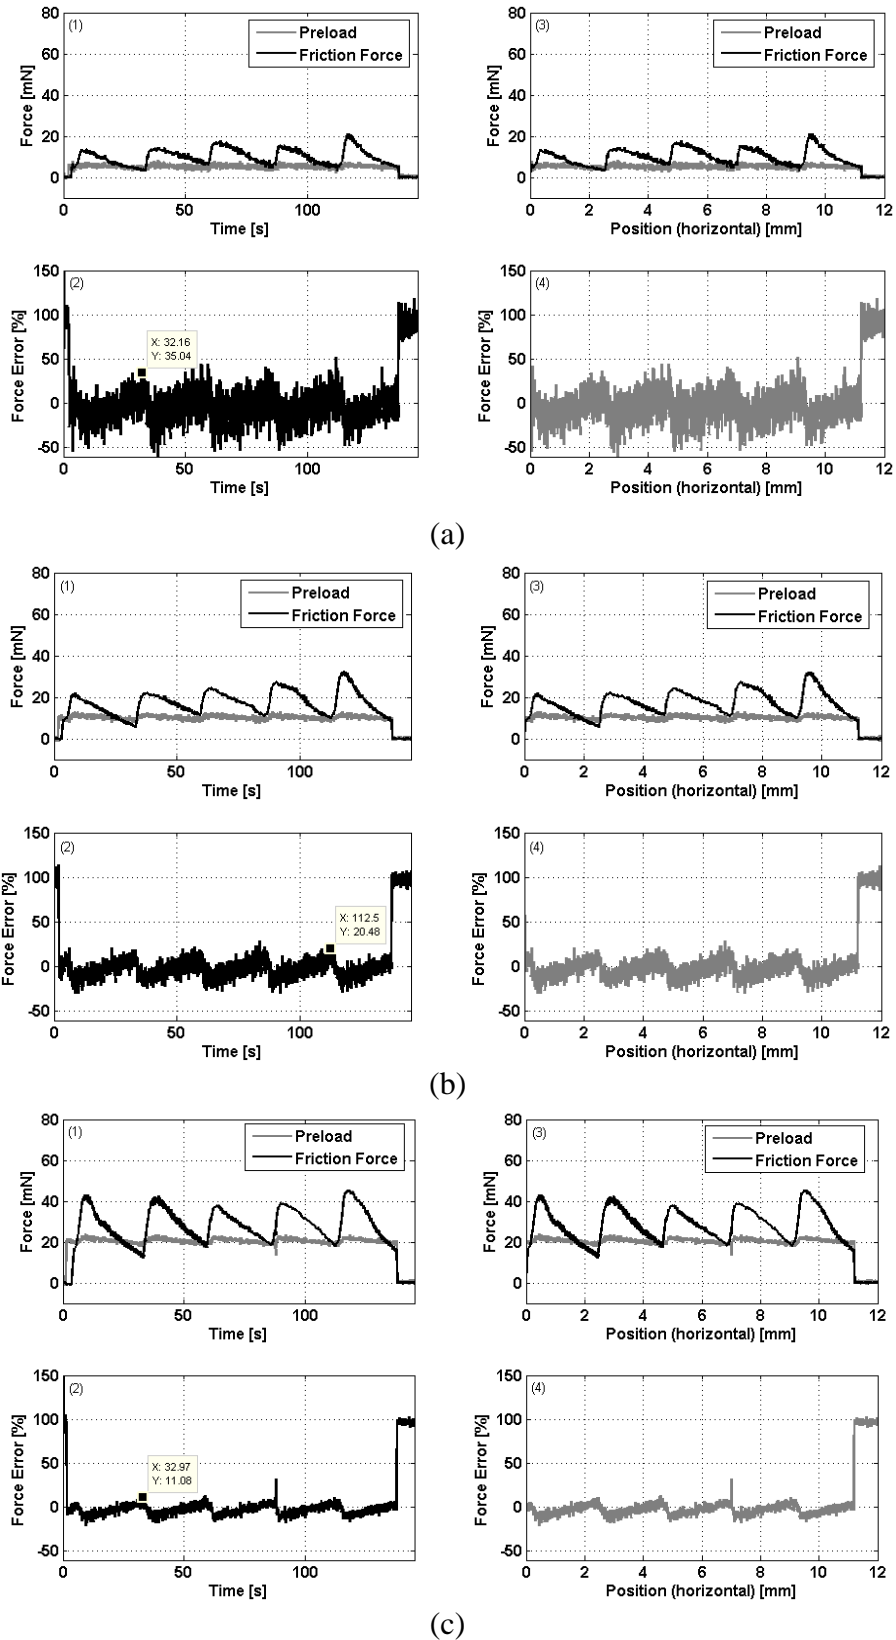 (1)
Preload
Friction Force
Force [mN]
80
60
40
20
0
0
50
100
Time [s]
(3)
Preload
Friction Force
Force [mN]
80
60
40
20
0
0
2
4
6
8
10
12
Position (horizontal) [mm]
(2)
X: 32.16
Y: 35.04
Force Error [%]
150
100
50
0
-50
0
50
100
Time [s]
(4)
Force Error [%]
150
100
50
0
-50
0
2
4
6
8
10
12
Position (horizontal) [mm]
(a)
(1)
Preload
Friction Force
Force [mN]
80
60
40
20
0
0
50
100
Time [s]
(3)
Preload
Friction Force
Force [mN]
80
60
40
20
0
0
2
4
6
8
10
12
Position (horizontal) [mm]
(2)
X: 112.5
Y: 20.48
Force Error [%]
150
100
50
0
-50
0
50
100
Time [s]
(4)
Force Error [%]
150
100
50
0
-50
0
2
4
6
8
10
12
Position (horizontal) [mm]
(b)
(1)
Preload
Friction Force
Force [mN]
80
60
40
20
0
0
50
100
Time [s]
(3)
Preload
Friction Force
Force [mN]
80
60
40
20
0
0
2
4
6
8
10
12
Position (horizontal) [mm]
(2)
X: 32.97
Y: 11.08
Force Error [%]
150
100
50
0
-50
0
50
100
Time [s]
(4)
Force Error [%]
150
100
50
0
-50
0
2
4
6
8
10
12
Position (horizontal) [mm]
(c)